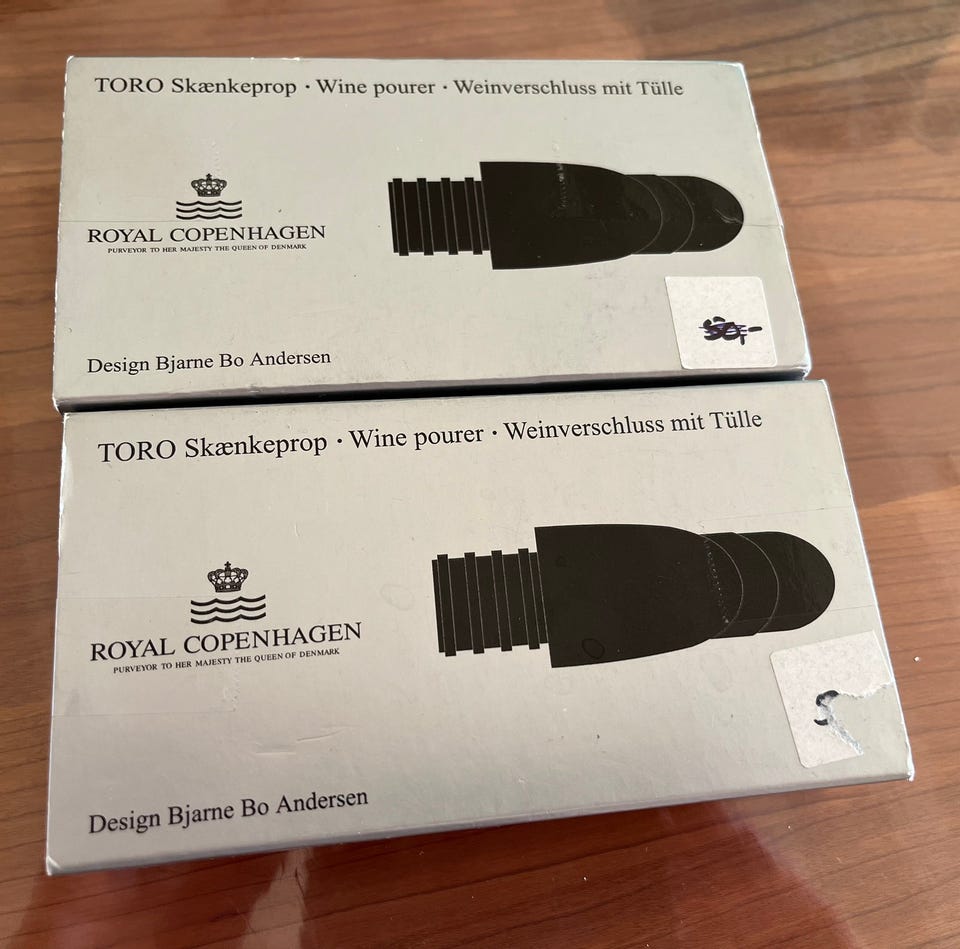 TORO Skænkeprop · Wine pourer · Weinverschluss mit Tülle
ROYAL COPENHAGEN
PURVEYOR TO HER MAJESTY THE QUEEN OF DENMARK
Design Bjarne Bo Andersen
TORO Skænkeprop · Wine pourer · Weinverschluss mit Tülle
ROYAL COPENHAGEN
PURVEYOR TO HER MAJESTY THE QUEEN OF DENMARK
Design Bjarne Bo Andersen